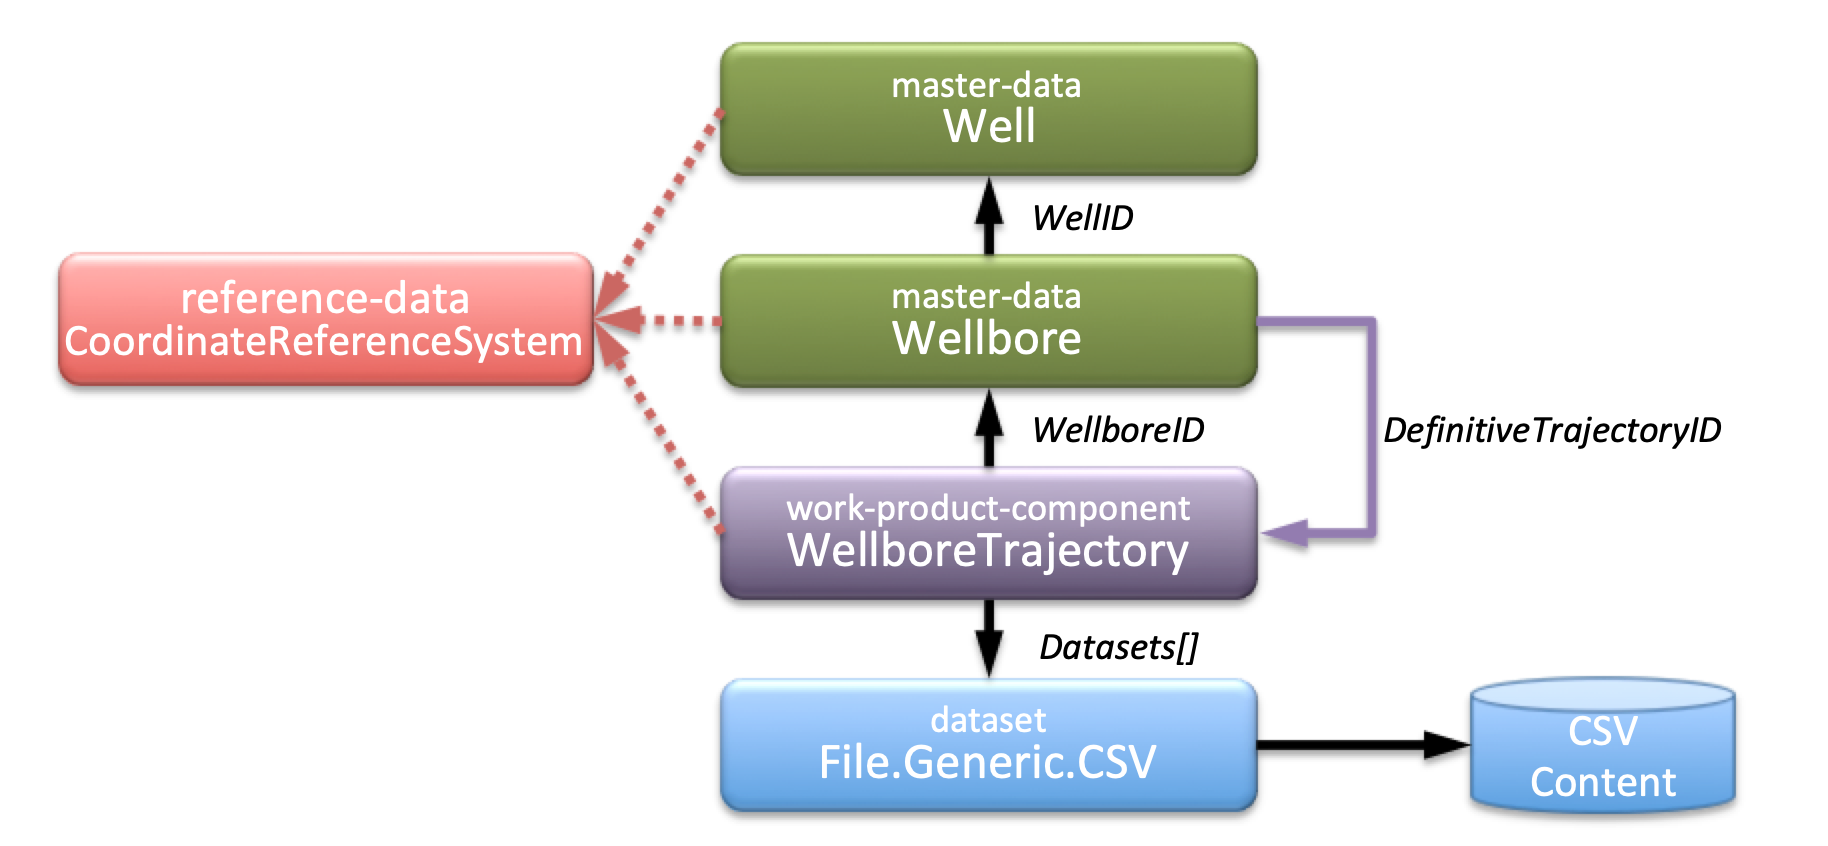 master-data
Well
WellID
reference-data
CoordinateReferenceSystem
master-data
Wellbore
WellboreID
DefinitiveTrajectoryID
work-product-component
WellboreTrajectory
Datasets[]
dataset
File.Generic.CSV
CSV
Content